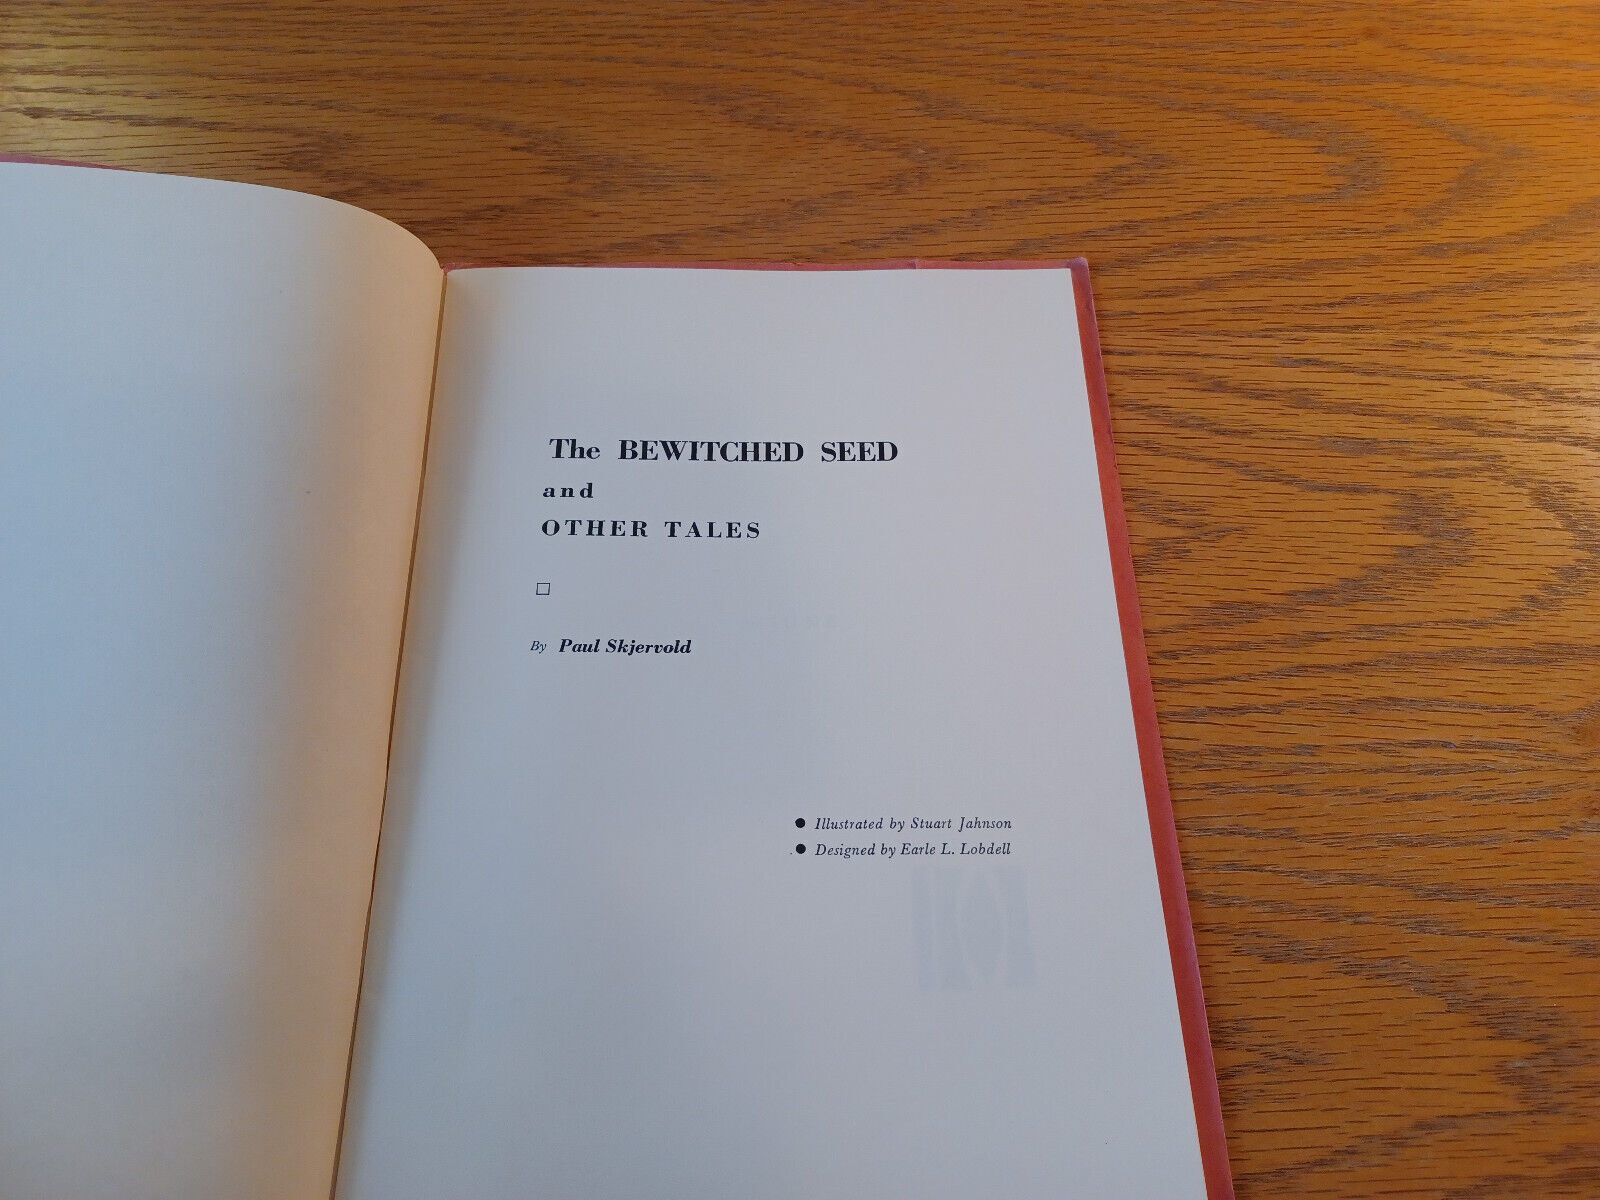 The BEWITCHED SEED
and
OTHER TALES
By Paul Skjervold
● Illustrated by Stuart Jahnson
● Designed by Earle L. Lobdell